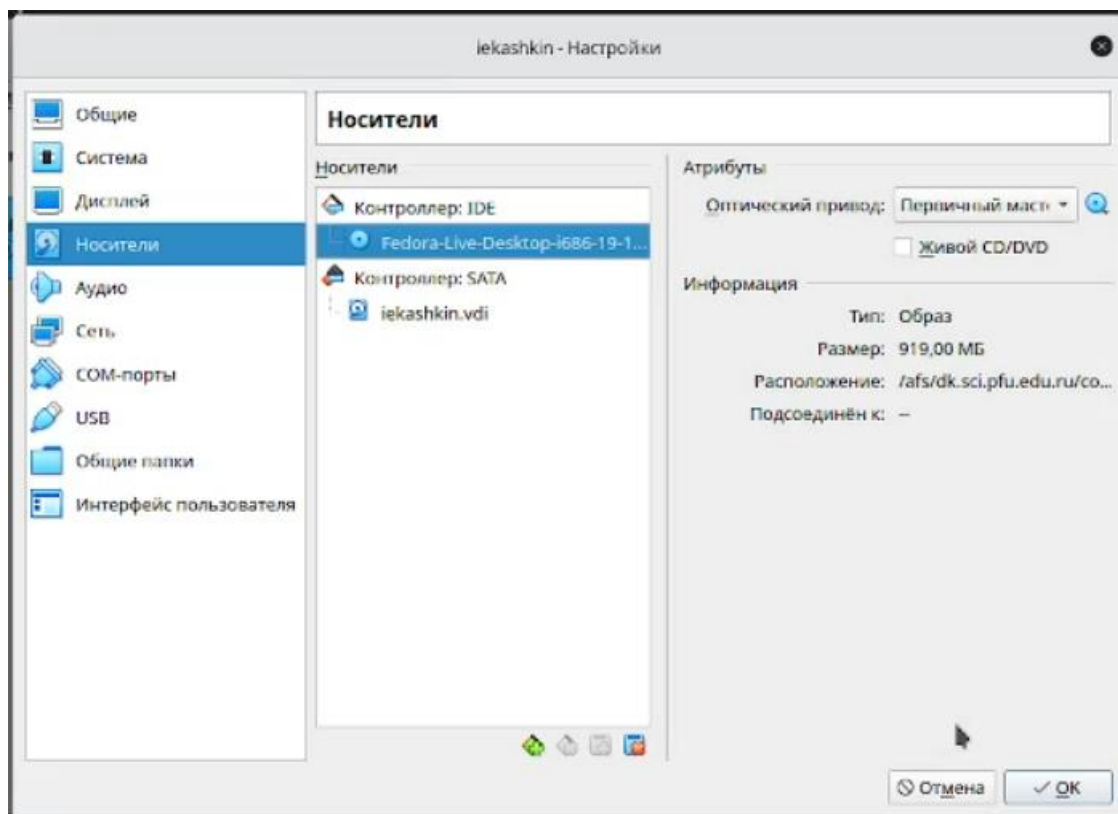 iekashkin - Настройки
Общие
Система
Дисплей
Носители
Аудио
Сеть
COM-порты
USB
Общие папки
Интерфейс пользователя
Носители
Носители
Контроллер: IDE
Fedora-Live-Desktop-i686-19-1...
Контроллер: SATA
iekashkin.vdi
Атрибуты
Оптический привод: Первичный маст
Живой CD/DVD
Информация
Тип: Образ
Размер: 919,00 МБ
Расположение: /afs/dk.sci.pfu.edu.ru/co...
Подсоединён к: --
Отмена
OK